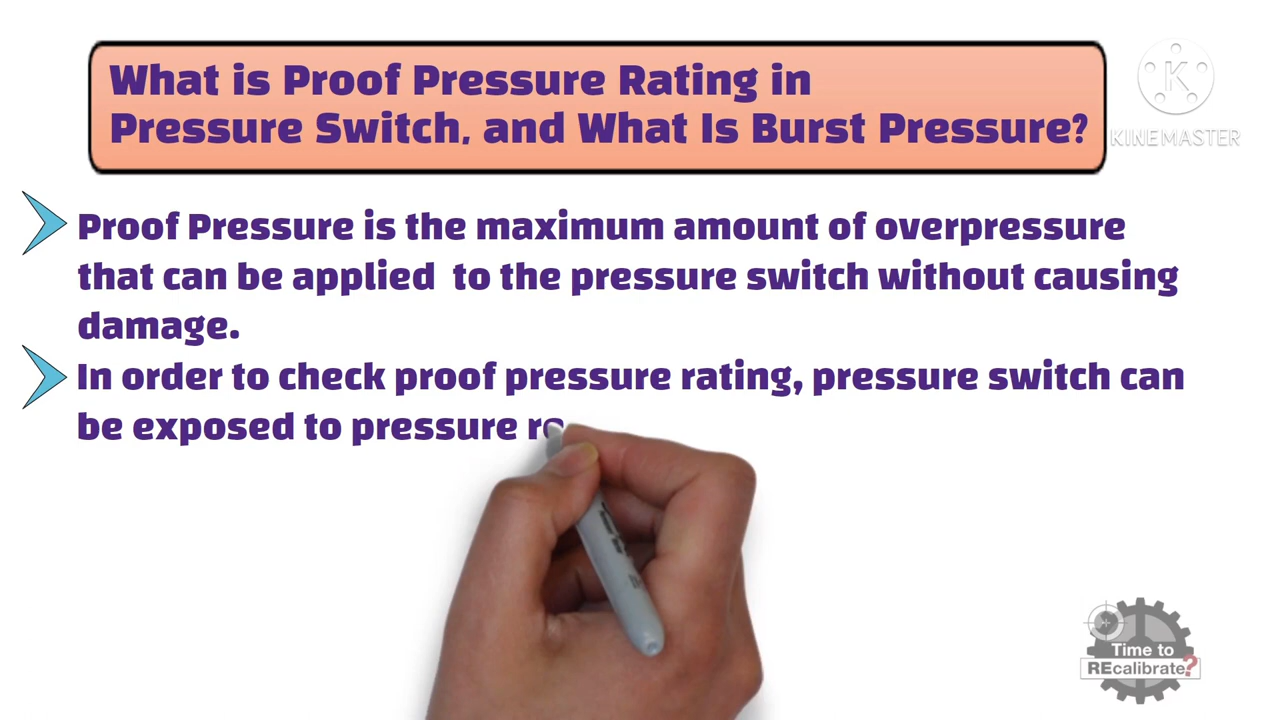 What is Proof Pressure Rating in
Pressure Switch, and What Is Burst Pressure?
KINEMASTER
Proof Pressure is the maximum amount of overpressure
that can be applied to the pressure switch without causing
damage.
In order to check proof pressure rating, pressure switch can
be exposed to pressure
Time to
REcalibrate?